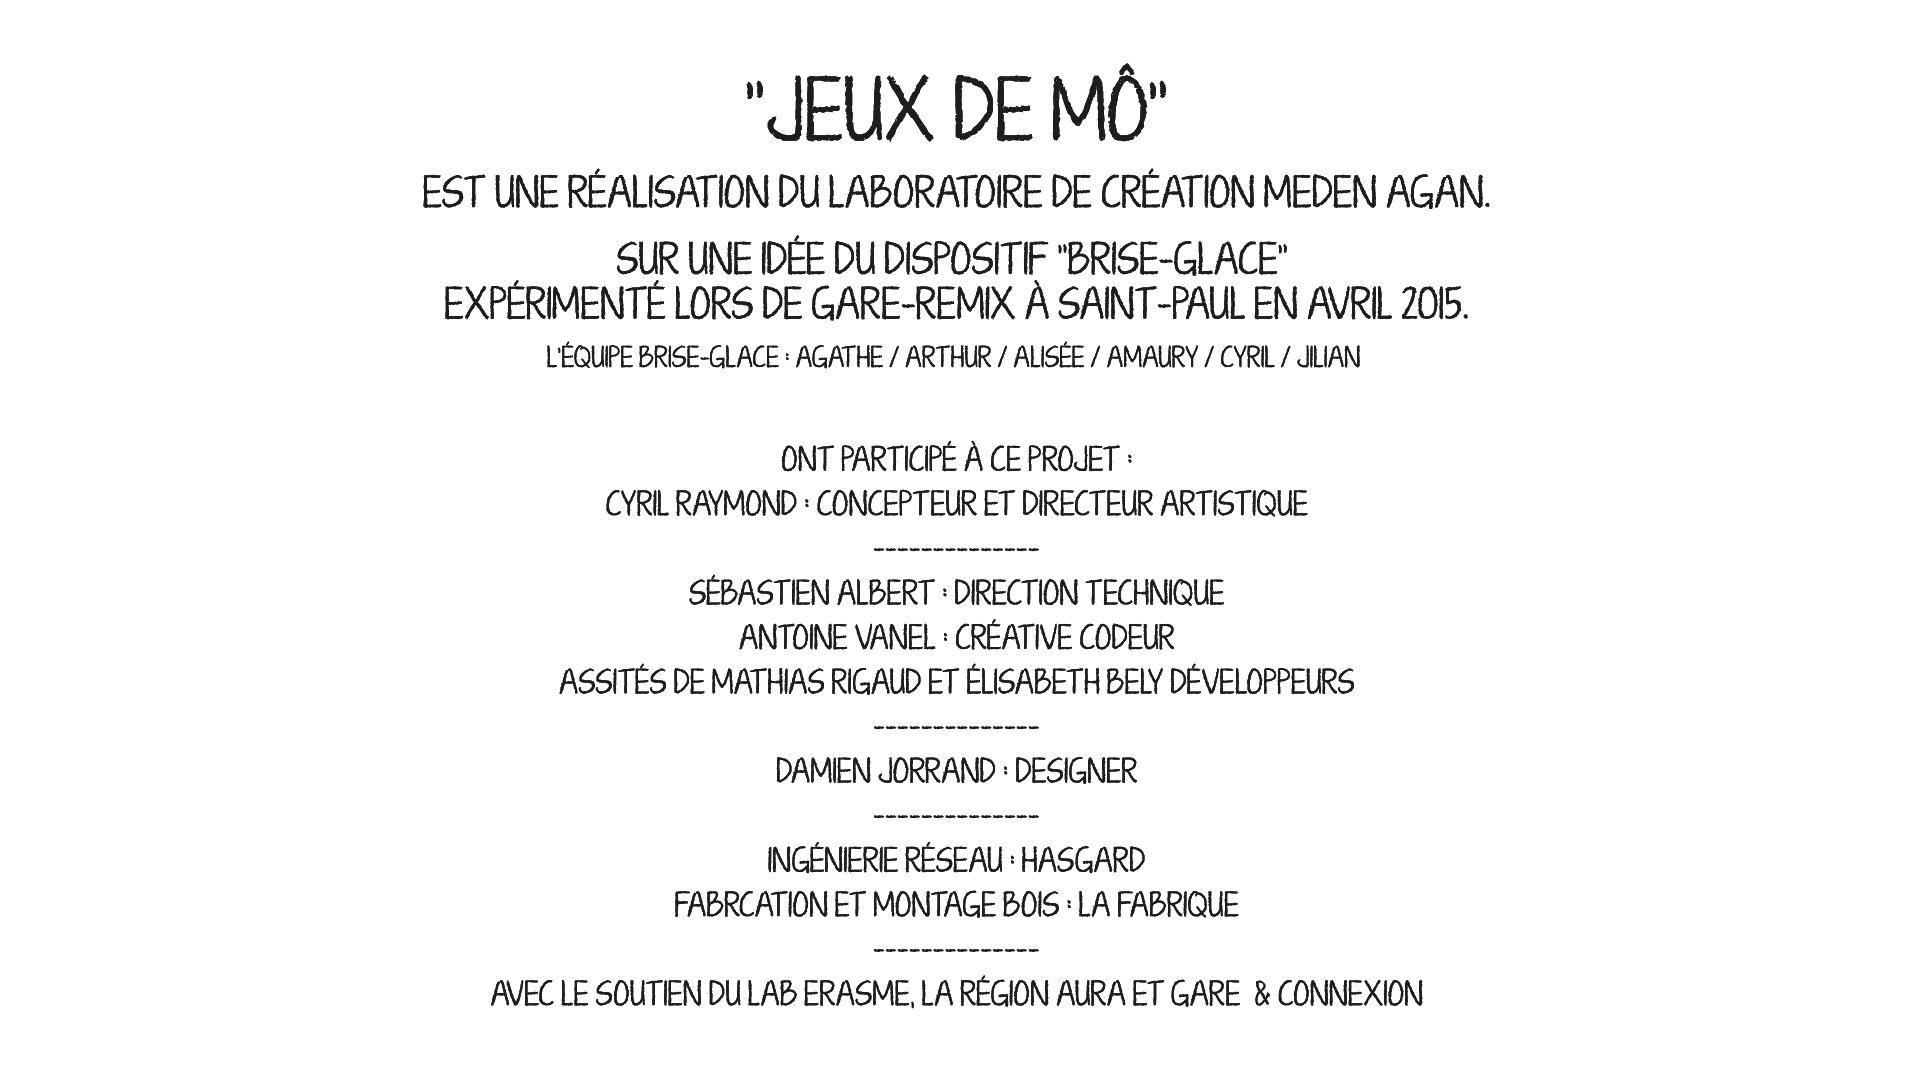 "JEUX DE MÔ"
EST UNE RÉALISATION DU LABORATOIRE DE CRÉATION MEDEN AGAN.
SUR UNE IDÉE DU DISPOSITIF "BRISE-GLACE"
EXPÉRIMENTÉ LORS DE GARE-REMIX À SAINT-PAUL EN AVRIL 2015.
L'ÉQUIPE BRISE-GLACE : AGATHE / ARTHUR / ALISÉE / AMAURY / CYRIL / JILIAN
ONT PARTICIPÉ À CE PROJET :
CYRIL RAYMOND : CONCEPTEUR ET DIRECTEUR ARTISTIQUE
--------------
SÉBASTIEN ALBERT : DIRECTION TECHNIQUE
ANTOINE VANEL : CRÉATIVE CODEUR
ASSITÉS DE MATHIAS RIGAUD ET ÉLISABETH BELY DÉVELOPPEURS
--------------
DAMIEN JORRAND : DESIGNER
--------------
INGÉNIERIE RÉSEAU : HASGARD
FABRCATION ET MONTAGE BOIS : LA FABRIQUE
--------------
AVEC LE SOUTIEN DU LAB ERASME, LA RÉGION AURA ET GARE  & CONNEXION